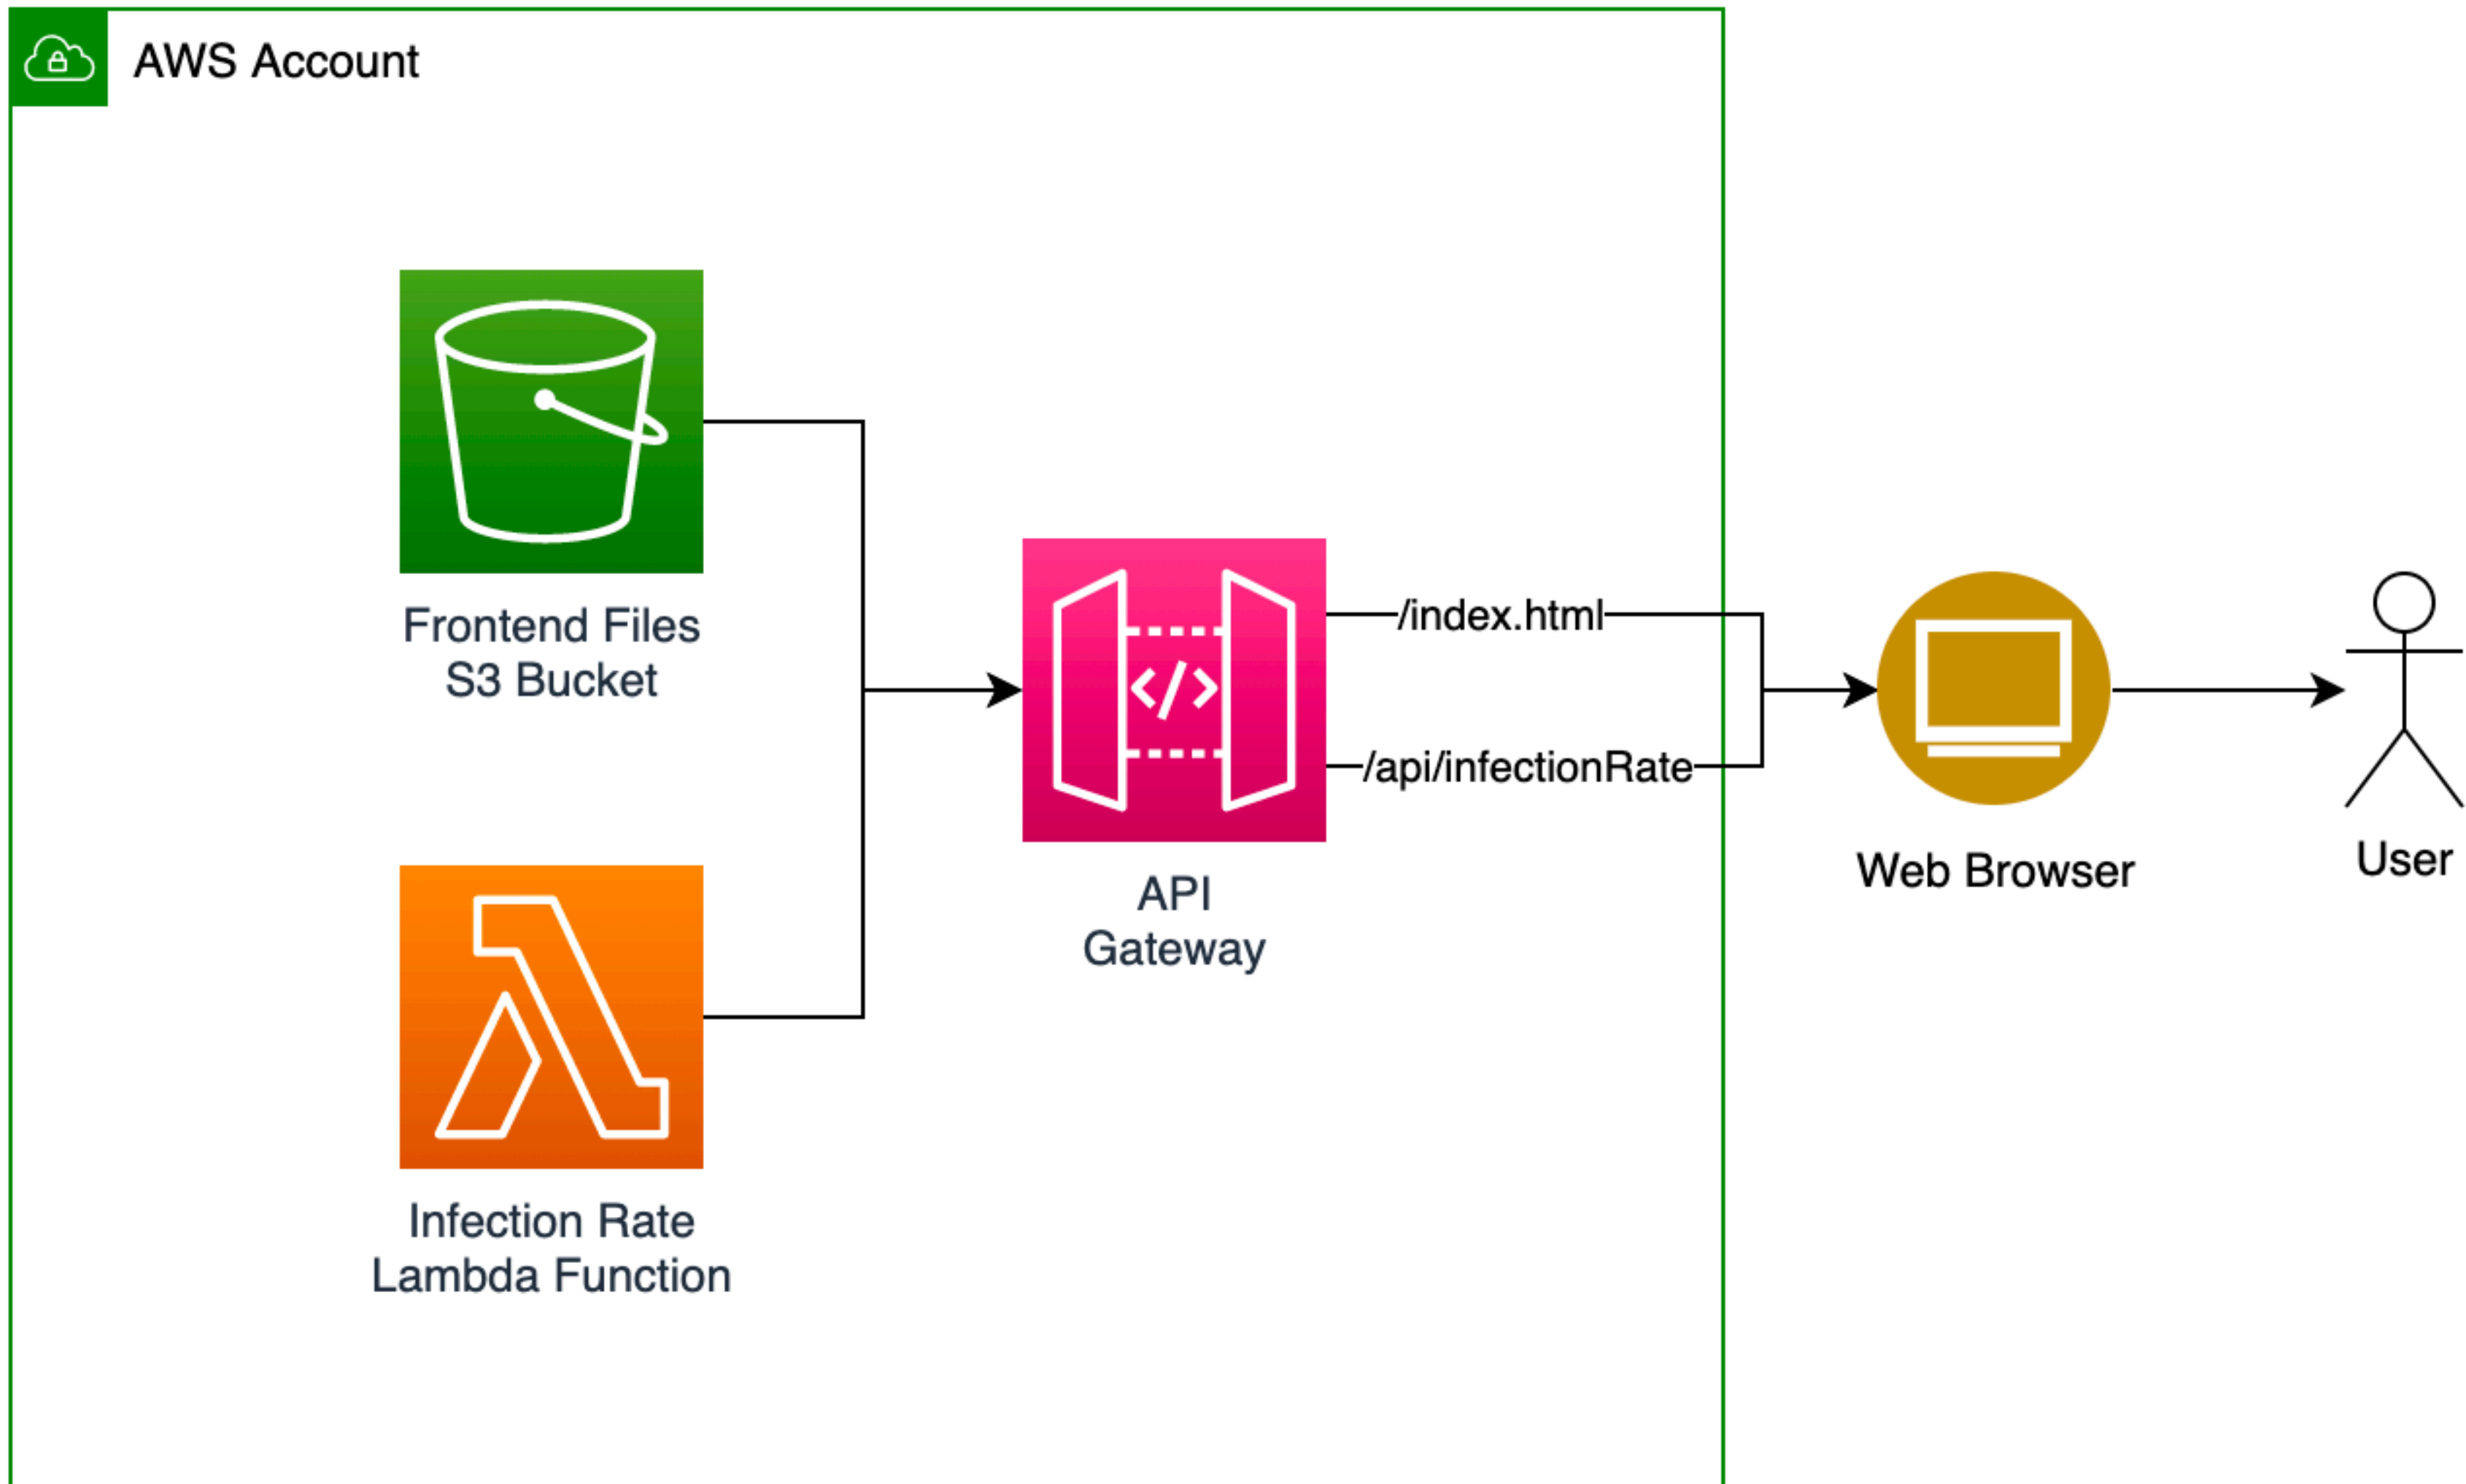 AWS Account
Frontend Files
S3 Bucket
/index.html
/api/infectionRate
API
Gateway
Web Browser
User
Infection Rate
Lambda Function